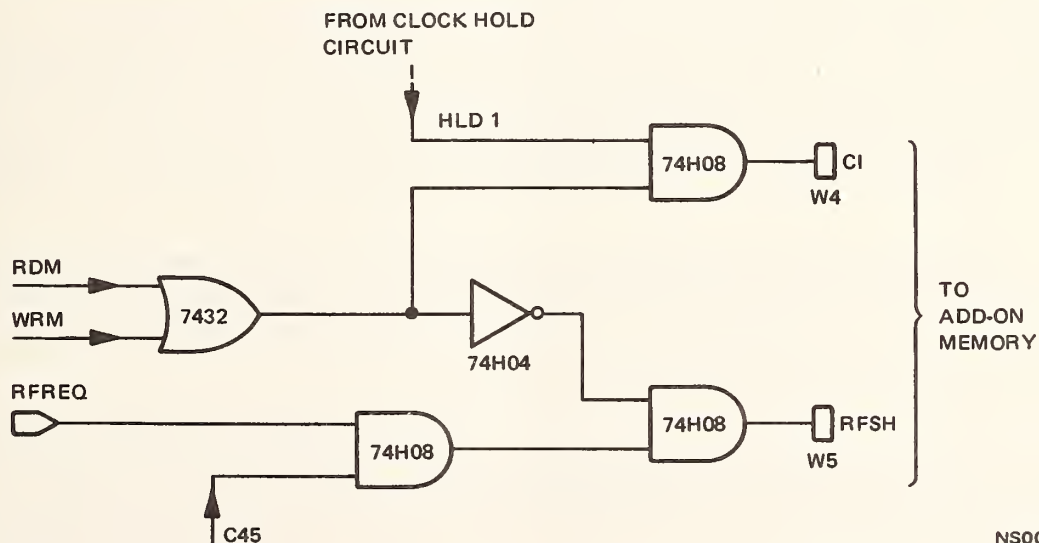 FROM CLOCK HOLD
CIRCUIT
HLD 1
74H08
CI
W4
RDM
WRM
7432
74H04
TO
ADD-ON
MEMORY
RFREQ
74H08
74H08
RFSH
W5
C45